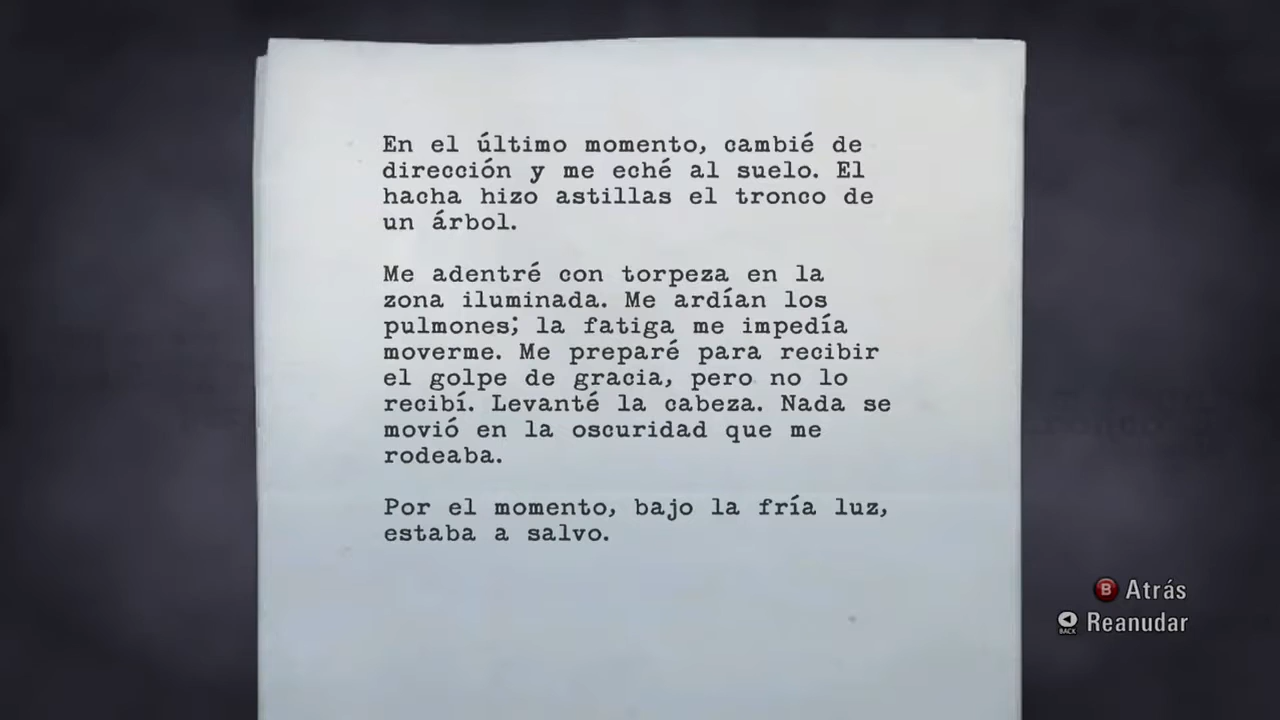 En el último momento, cambié de
dirección y me eché al suelo. El
hacha hizo astillas el tronco de
un árbol.
Me adentré con torpeza en la
zona iluminada. Me ardían los
pulmones; la fatiga me impedía
moverme. Me preparé para recibir
el golpe de gracia, pero no lo
recibí. Levanté la cabeza. Nada se
movió en la oscuridad que me
rodeaba.
Por el momento, bajo la fría luz,
estaba a salvo.
B Atrás
BACK Reanudar